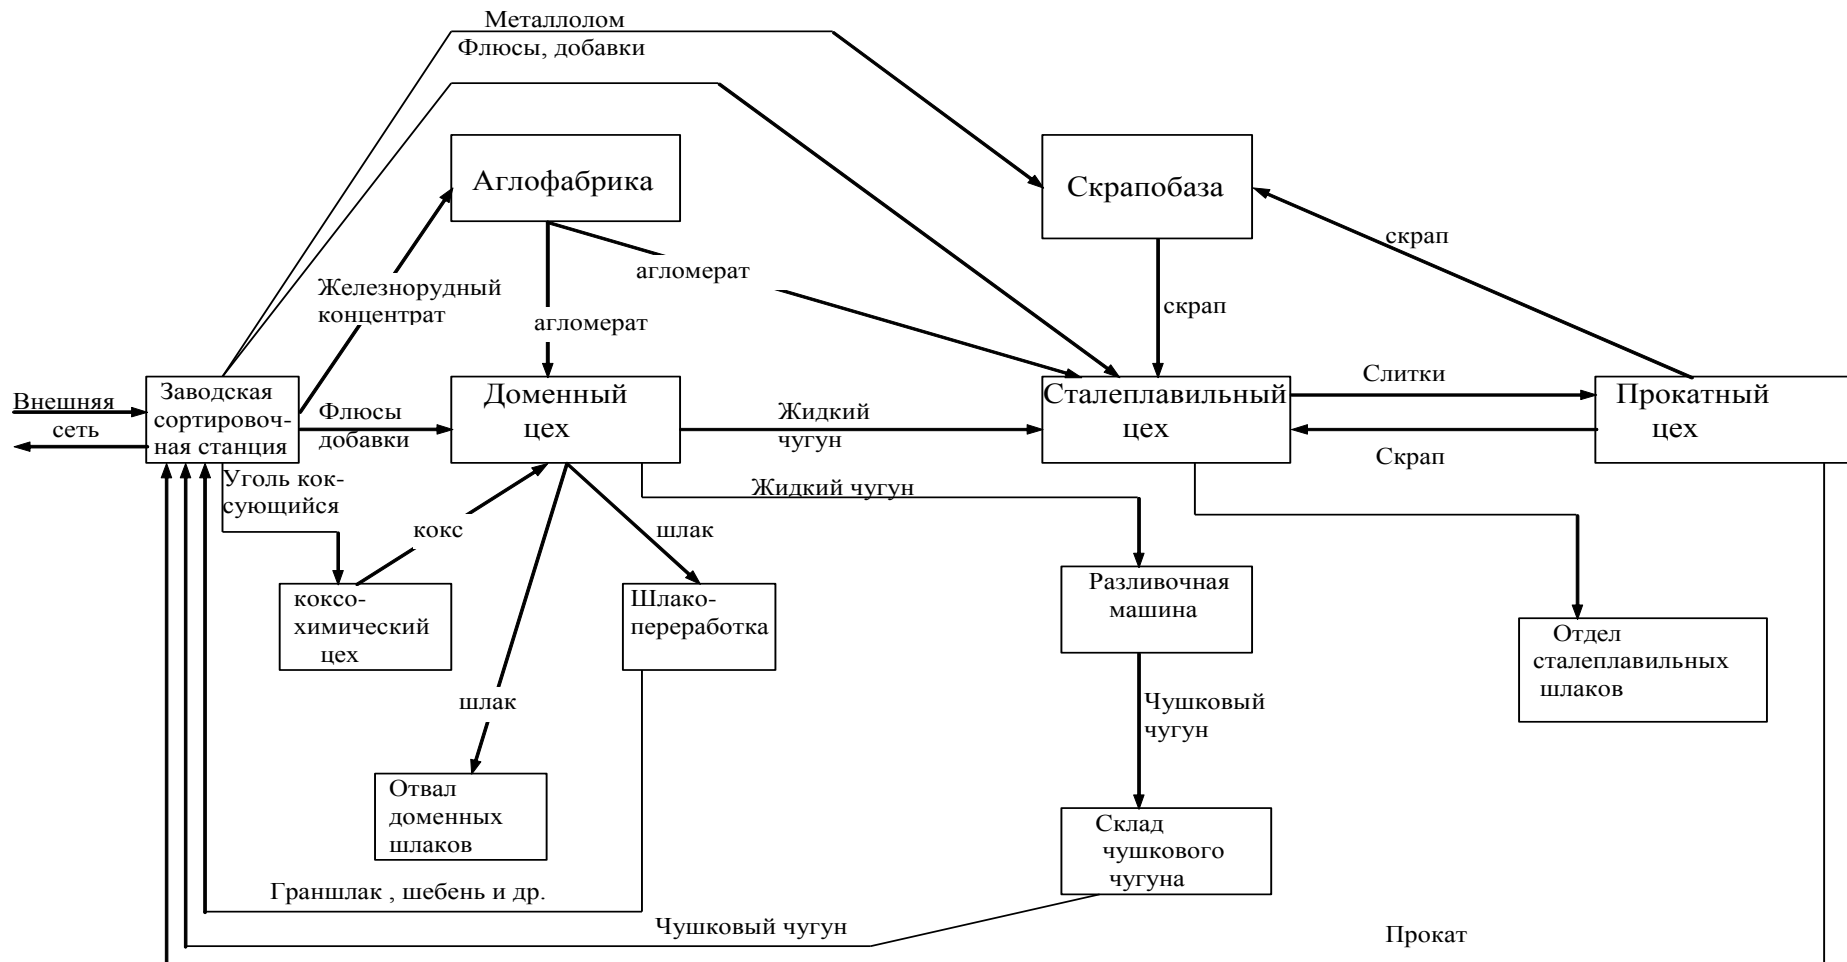 Металлолом
Флюсы, добавки
Аглофабрика
Скрапобаза
скрап
агломерат
Железнорудный
концентрат
агломерат
скрап
Внешняя
сеть
Заводская
сортировоч-
ная станция
Флюсы
добавки
Доменный
цех
Жидкий
чугун
Сталеплавильный
цех
Слитки
Скрап
Прокатный
цех
Уголь кок-
сующийся
Жидкий чугун
кокс
шлак
коксо-
химический
цех
Шлако-
переработка
Разливочная
машина
Отдел
сталеплавильных
шлаков
шлак
Чушковый
чугун
Отвал
доменных
шлаков
Склад
чушкового
чугуна
Граншлак , шебень и др.
Чушковый чугун
Прокат